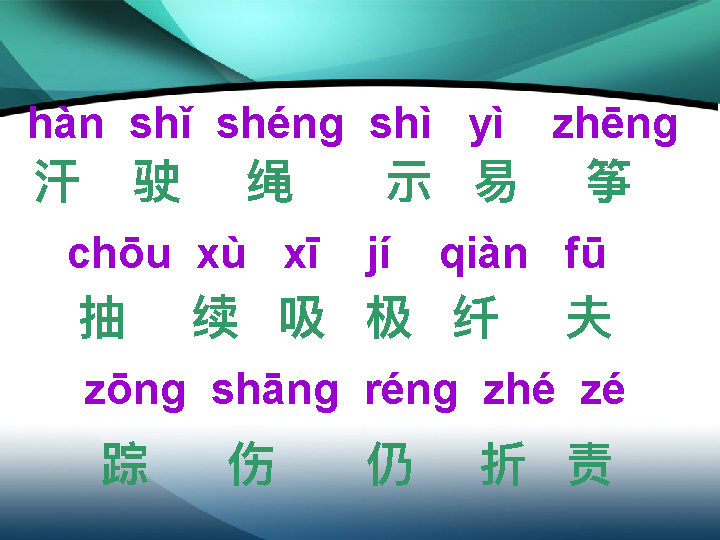 hàn shǐ shéng shì yì zhēng
汗 驶 绳 示 易 筝
chōu xù xī jí qiàn fū
抽 续 吸 极 纤 夫
zōng shāng réng zhé zé
踪 伤 仍 折 责